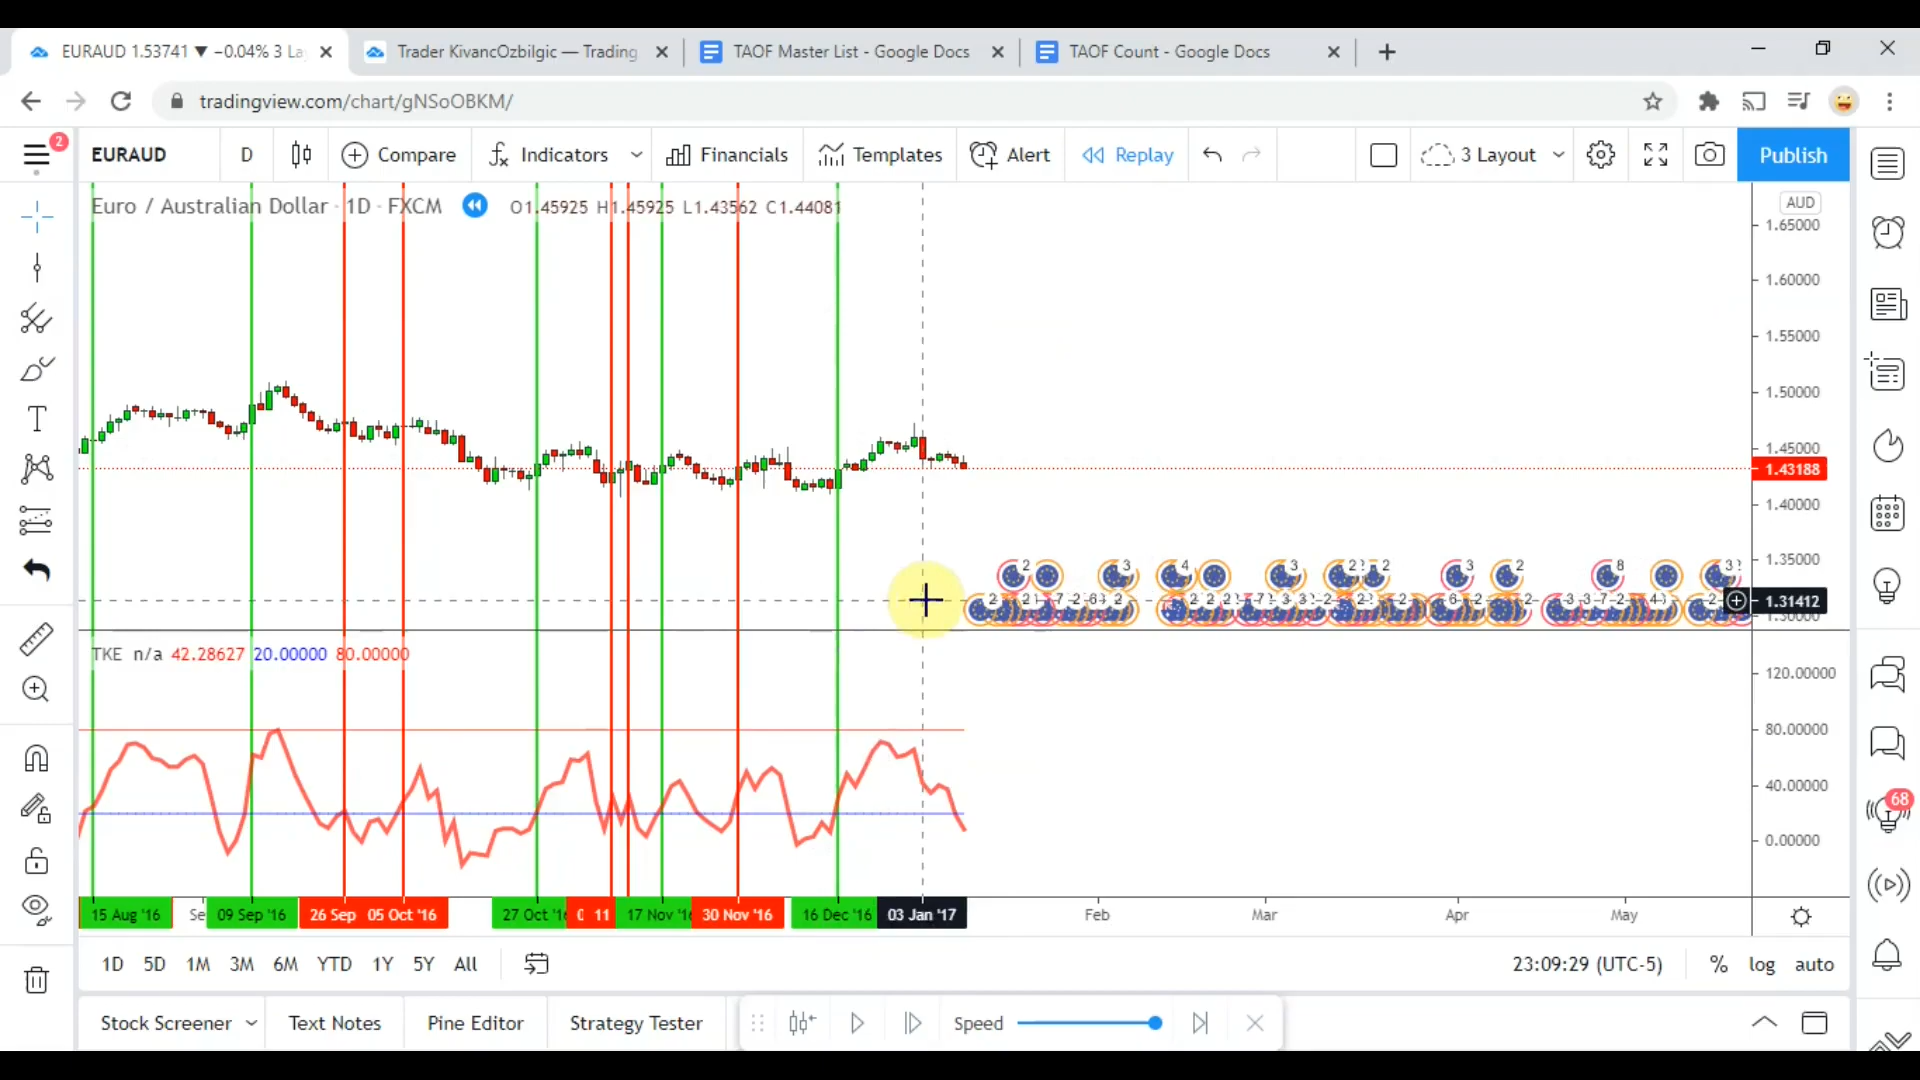 EURAUD 1.53741 ▼ −0.04% 3 La
Trader KivancOzbilgic — Trading
TAOF Master List - Google Docs
TAOF Count - Google Docs
tradingview.com/chart/gNSoOBKM/
2
EURAUD
D
Compare
Indicators
Financials
Templates
Alert
Replay
3 Layout
Publish
Euro / Australian Dollar · 1D · FXCM
O1.45925 H1.45925 L1.43562 C1.44081
AUD
1.65000
1.60000
1.55000
1.50000
1.45000
1.43188
1.40000
1.35000
1.31412
1.30000
TKE n/a 42.28627 20.00000 80.00000
120.00000
80.00000
40.00000
0.00000
68
15 Aug '16
Se
09 Sep '16
26 Sep
05 Oct '16
27 Oct '16
11
17 Nov '16
30 Nov '16
16 Dec '16
03 Jan '17
Feb
Mar
Apr
May
1D 5D 1M 3M 6M YTD 1Y 5Y All
23:09:29 (UTC-5)
% log auto
Stock Screener
Text Notes
Pine Editor
Strategy Tester
Speed